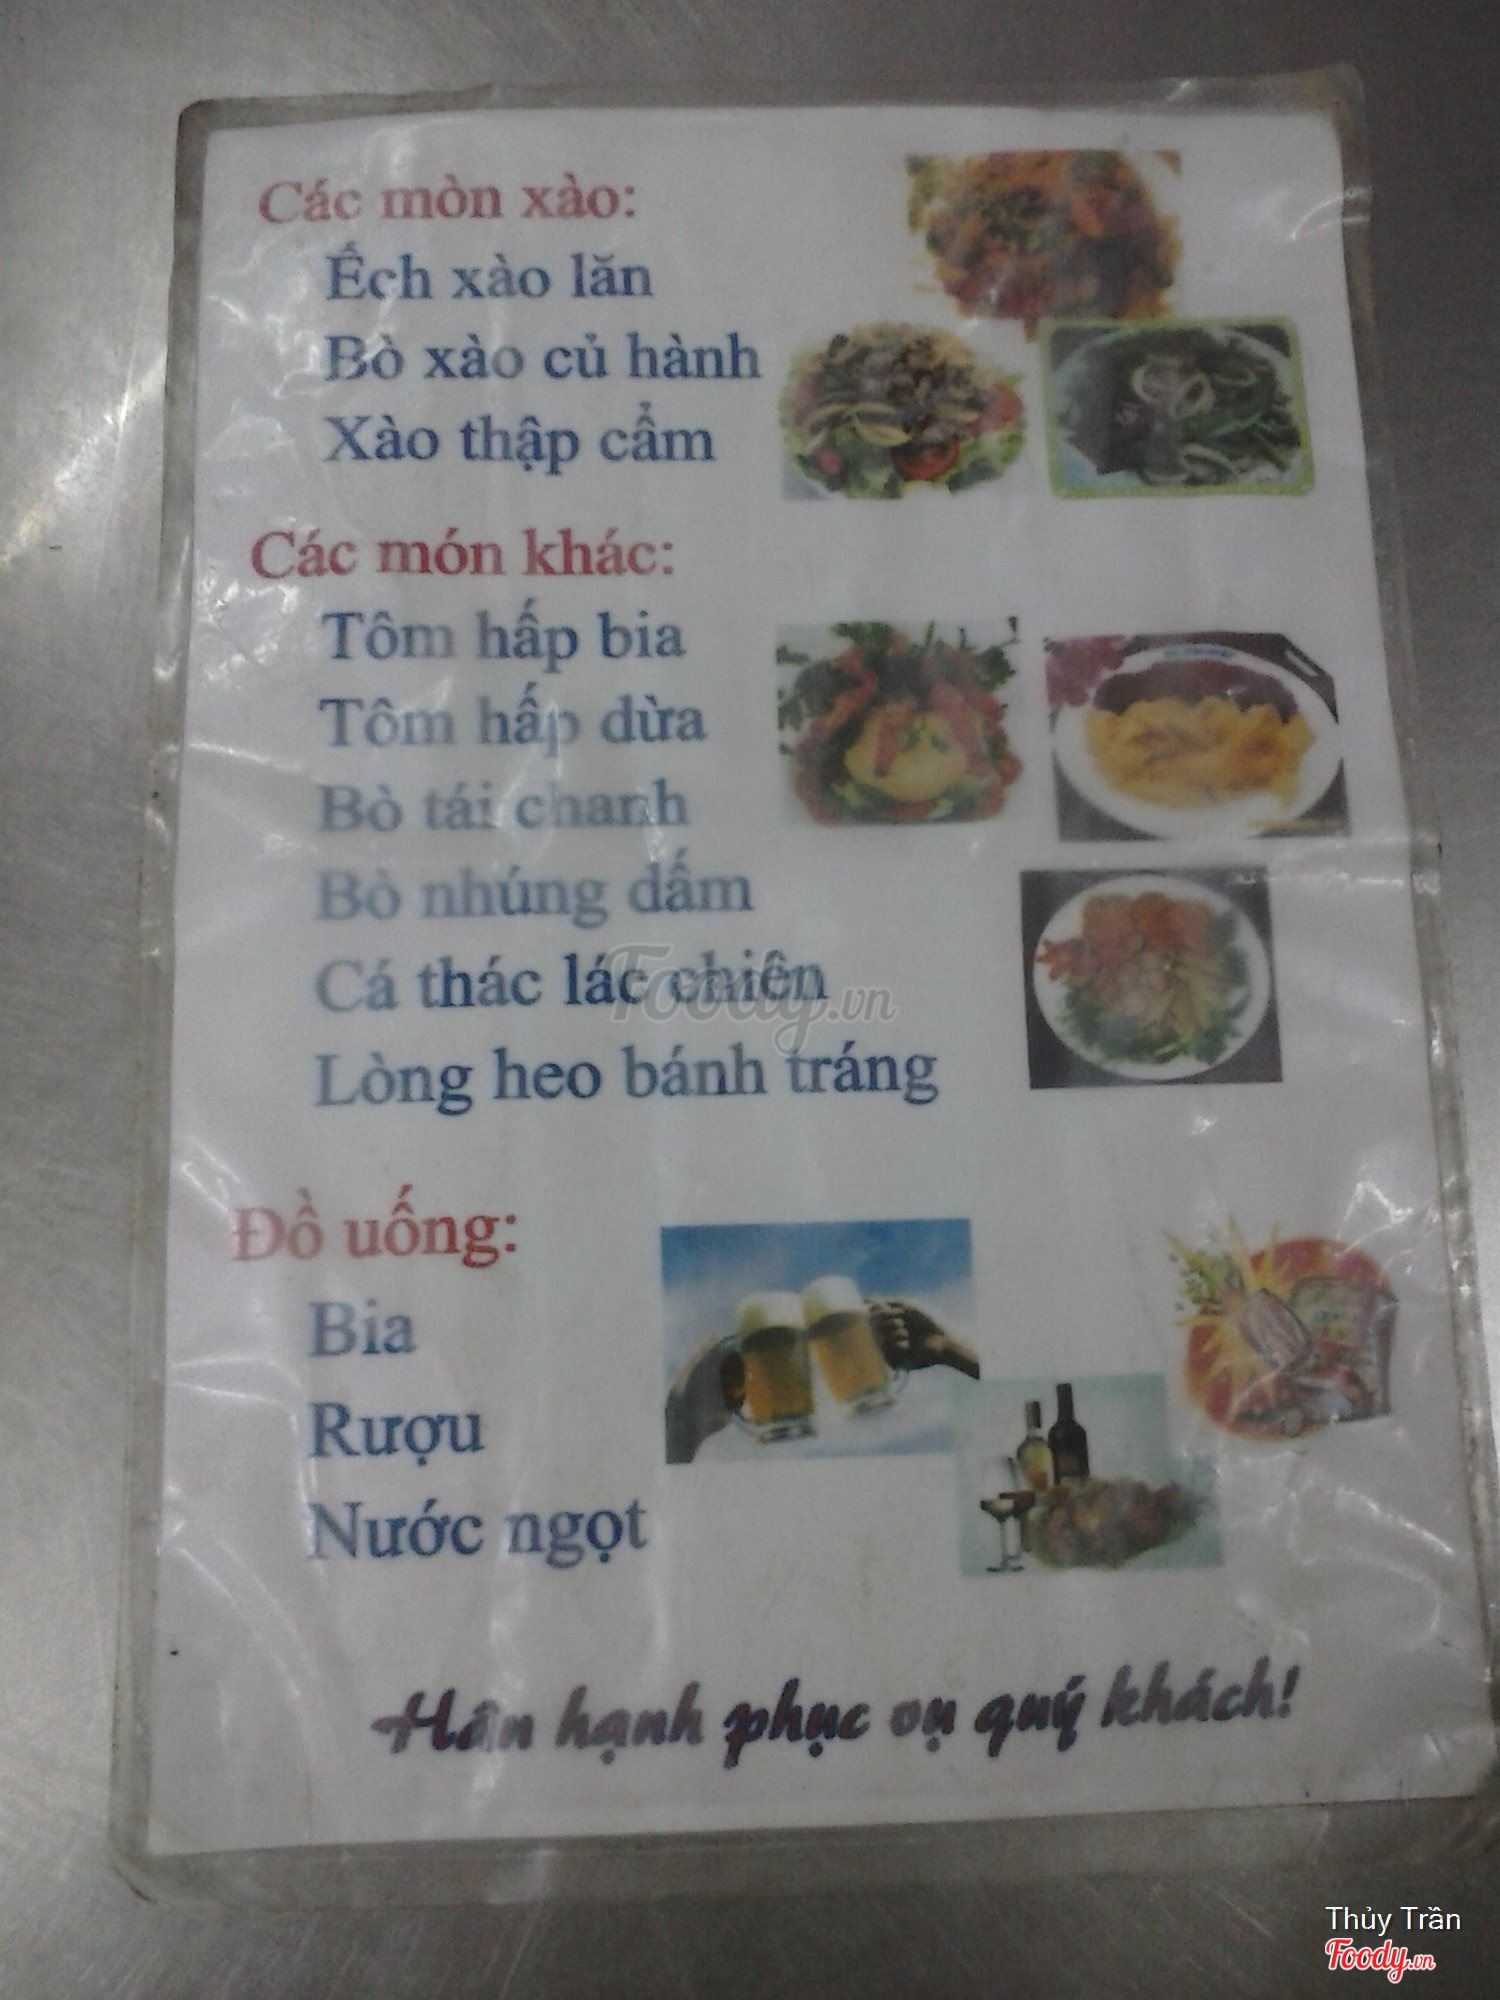 Các mòn xào:
Ếch xào lăn
Bò xào củ hành
Xào thập cẩm
Các món khác:
Tôm hấp bia
Tôm hấp dừa
Bò tái chanh
Bò nhúng dấm
Cá thác lác chiên
Foody.vn
Lòng heo bánh tráng
Đồ uống:
Bia
Rượu
Nước ngọt
Hân hạnh phục vụ quý khách!
Thủy Trần
Foody.vn